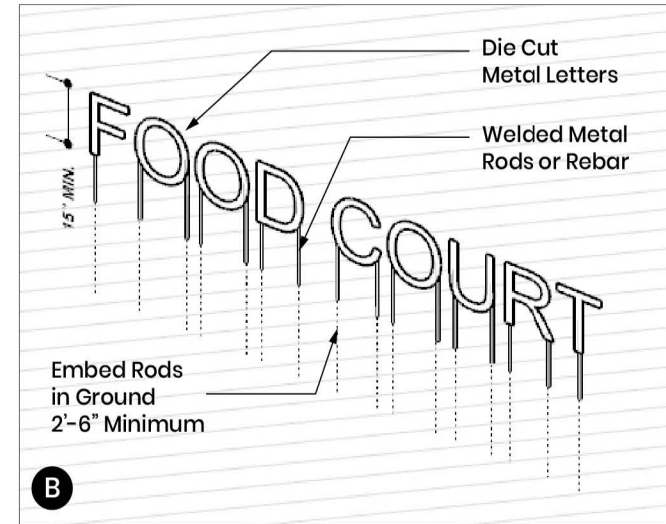 Die Cut
Metal Letters
FOOD COURT
Welded Metal
Rods or Rebar
15" MIN.
Embed Rods
in Ground
2’-6” Minimum
B